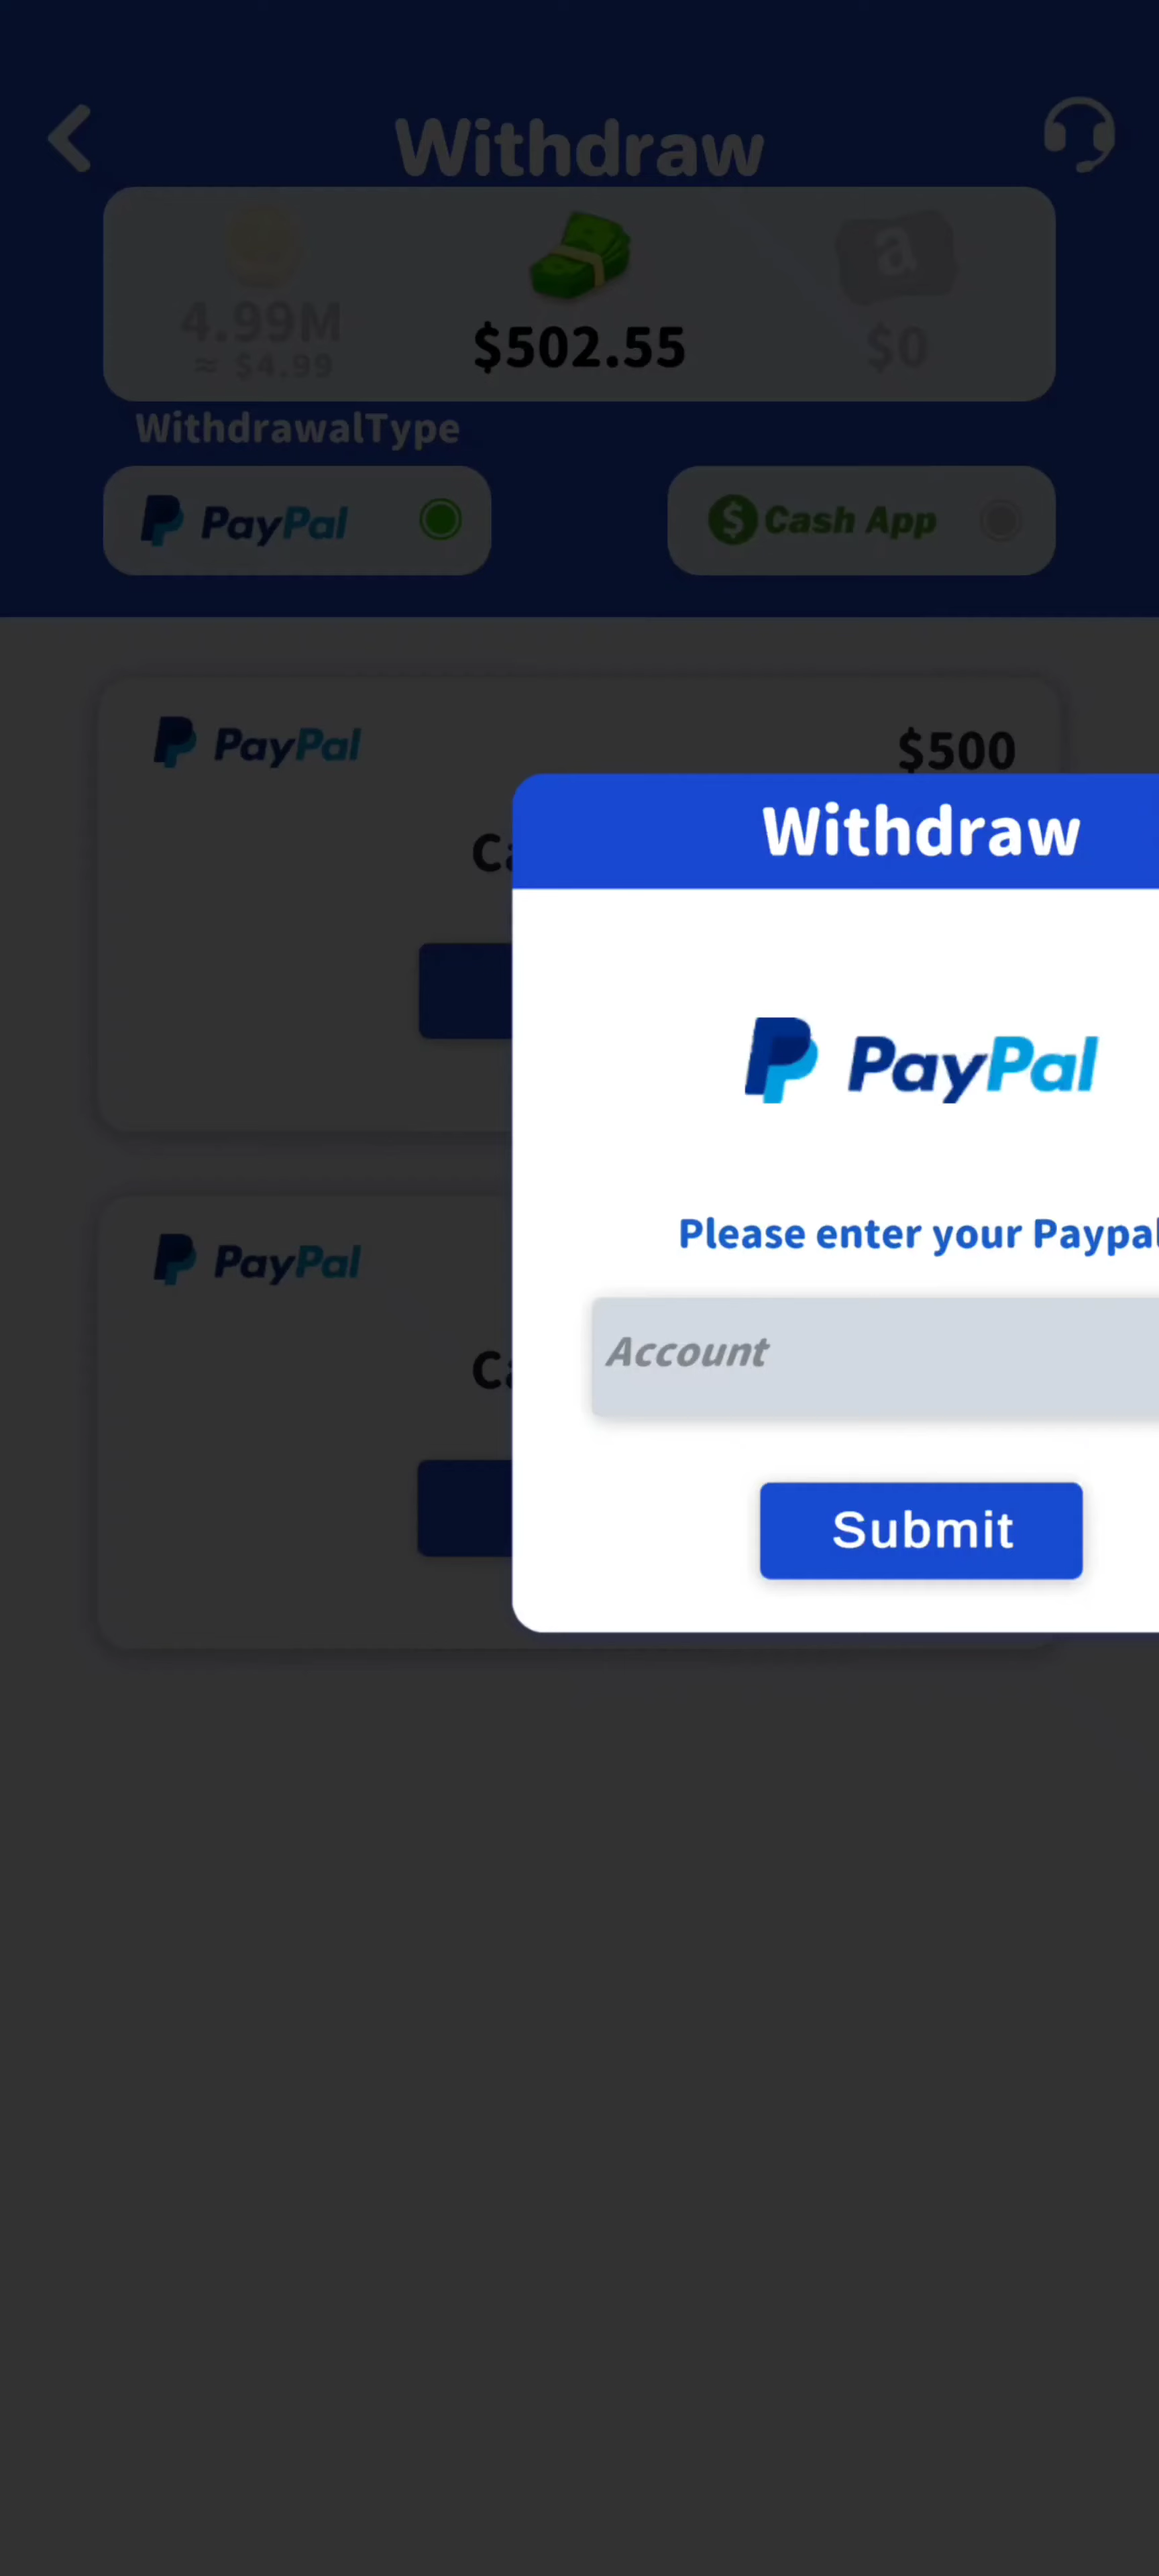 Withdraw
4.99M
≈ $4.99
$502.55
a
$0
WithdrawalType
PayPal
$ Cash App
PayPal
$500
Withdraw
PayPal
Please enter your Paypal
Account
Submit
PayPal